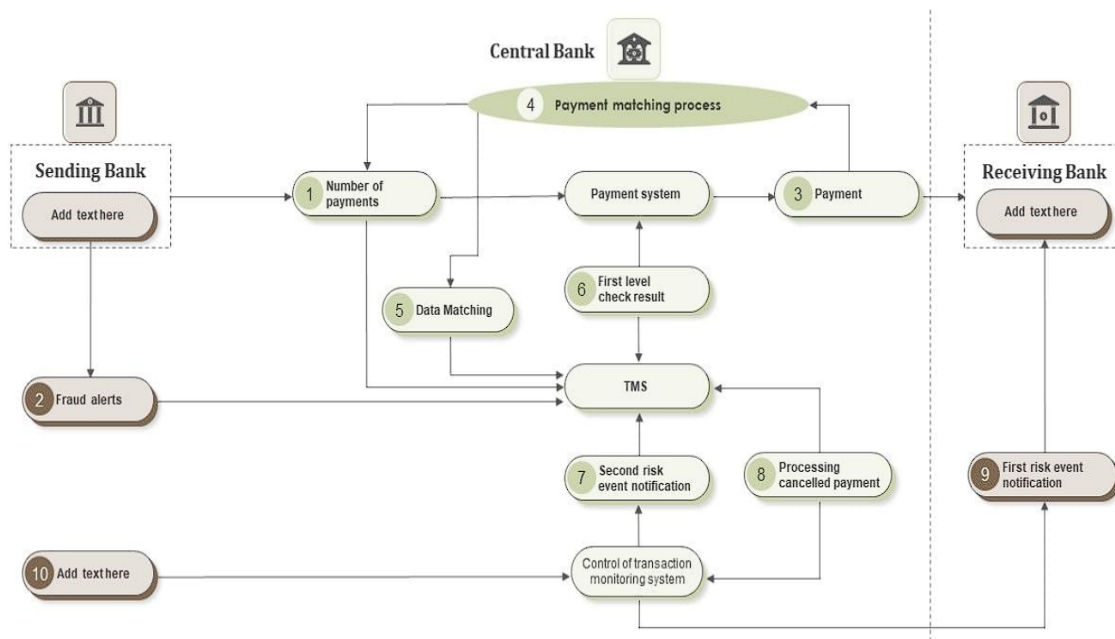 Central Bank
4 Payment matching process
Sending Bank
Add text here
1 Number of
payments
Payment system
3 Payment
Receiving Bank
Add text here
5 Data Matching
6 First level
check result
2 Fraud alerts
TMS
7 Second risk
event notification
8 Processing
cancelled payment
9 First risk event
notification
10 Add text here
Control of transaction
monitoring system